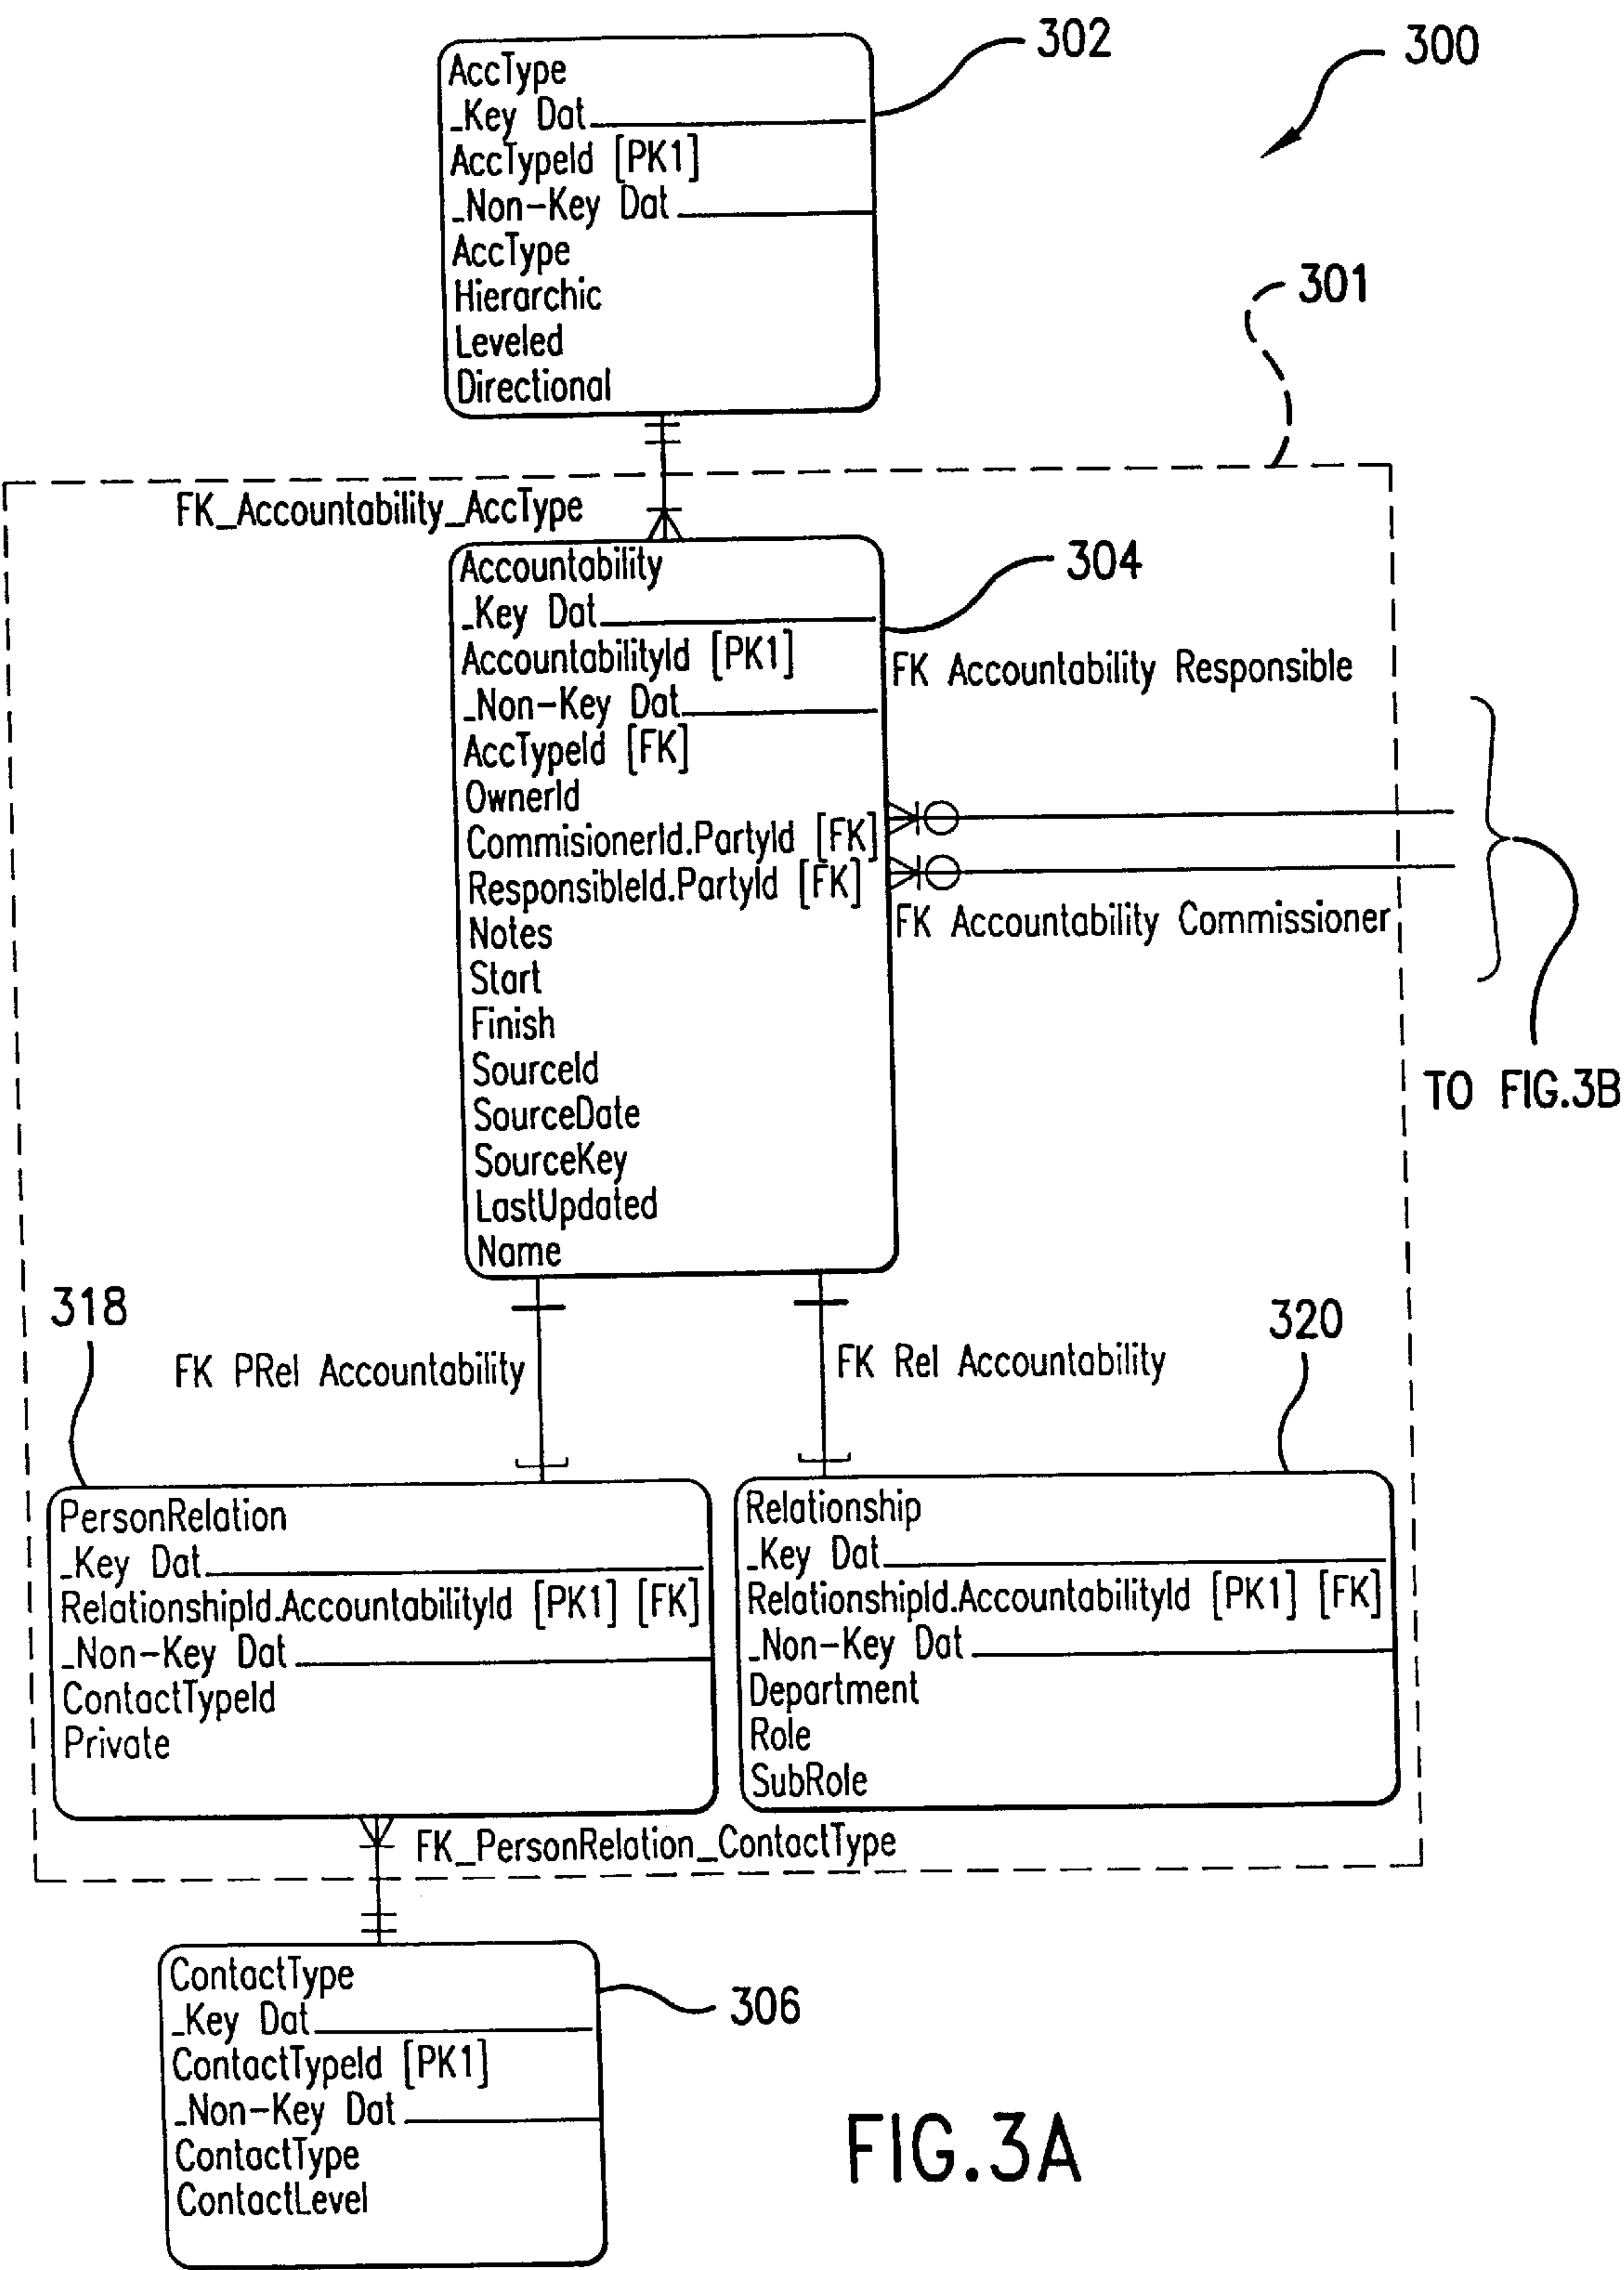 302
300
AccType
_Key Dat
AccTypeId [PK1]
_Non-Key Dat
AccType
Hierarchic
Leveled
Directional
301
FK_Accountability_AccType
Accountability
_Key Dat
AccountabilityId [PK1]
_Non-Key Dat
AccTypeId [FK]
OwnerId
CommisionerId.PartyId [FK]
ResponsibleId.PartyId [FK]
Notes
Start
Finish
SourceId
SourceDate
SourceKey
LastUpdated
Name
304
FK Accountability Responsible
FK Accountability Commissioner
TO FIG.3B
318
FK PRel Accountability
FK Rel Accountability
320
PersonRelation
_Key Dat
RelationshipId.AccountabilityId [PK1] [FK]
_Non-Key Dat
ContactTypeId
Private
Relationship
_Key Dat
RelationshipId.AccountabilityId [PK1] [FK]
_Non-Key Dat
Department
Role
SubRole
FK_PersonRelation_ContactType
ContactType
_Key Dat
ContactTypeId [PK1]
_Non-Key Dat
ContactType
ContactLevel
306
FIG.3A